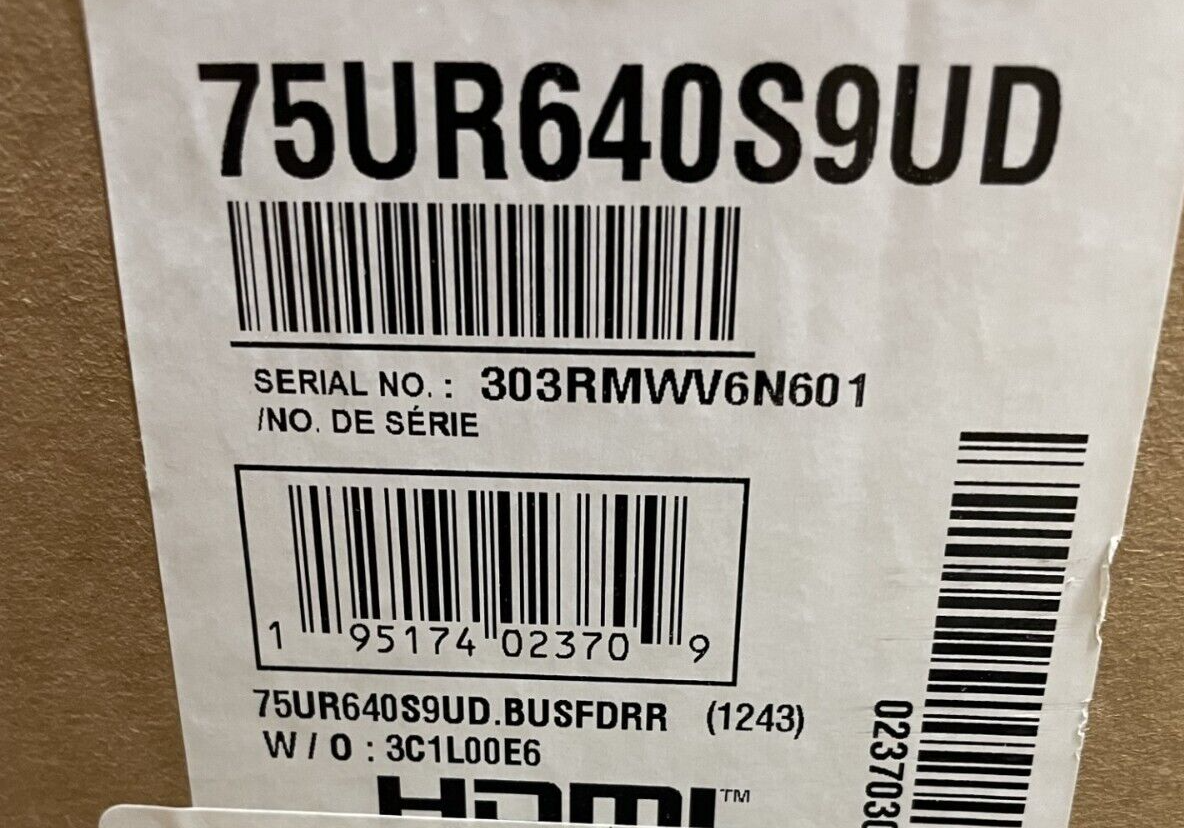 75UR640S9UD
SERIAL NO. : 303RMWV6N601
/NO. DE SÉRIE
1 95174 02370 9
75UR640S9UD.BUSFDRR (1243)
W / O : 3C1L00E6
HDMI™